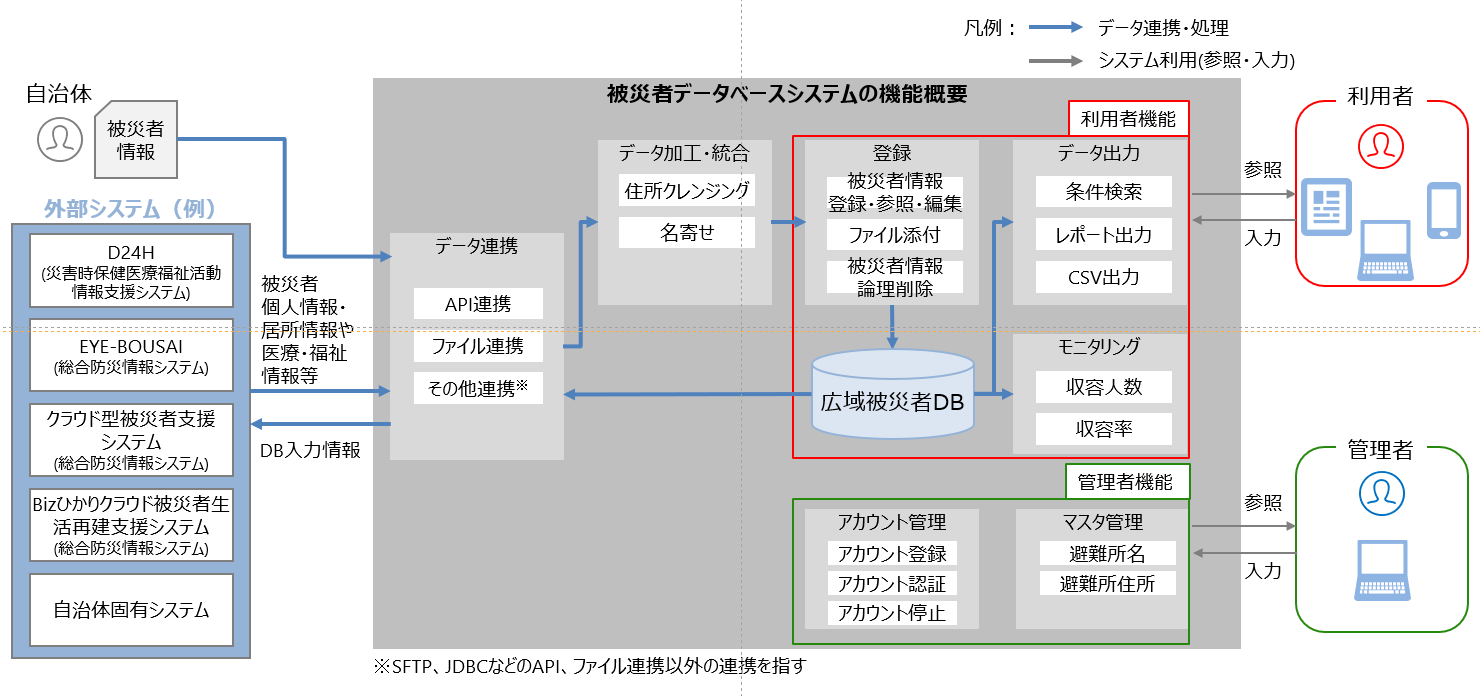 凡例：
データ連携・処理
システム利用(参照・入力)
自治体
被災者
情報
外部システム（例）
D24H
(災害時保健医療福祉活動
情報支援システム)
EYE-BOUSAI
(総合防災情報システム)
クラウド型被災者支援
システム
(総合防災情報システム)
Bizひかりクラウド被災者生
活再建支援システム
(総合防災情報システム)
自治体固有システム
被災者
個人情報・
居所情報や
医療・福祉
情報等
DB入力情報
被災者データベースシステムの機能概要
データ連携
API連携
ファイル連携
その他連携※
データ加工・統合
住所クレンジング
名寄せ
利用者機能
登録
被災者情報
登録・参照・編集
ファイル添付
被災者情報
論理削除
広域被災者DB
データ出力
条件検索
レポート出力
CSV出力
モニタリング
収容人数
収容率
管理者機能
アカウント管理
アカウント登録
アカウント認証
アカウント停止
マスタ管理
避難所名
避難所住所
参照
入力
利用者
参照
入力
管理者
※SFTP、JDBCなどのAPI、ファイル連携以外の連携を指す